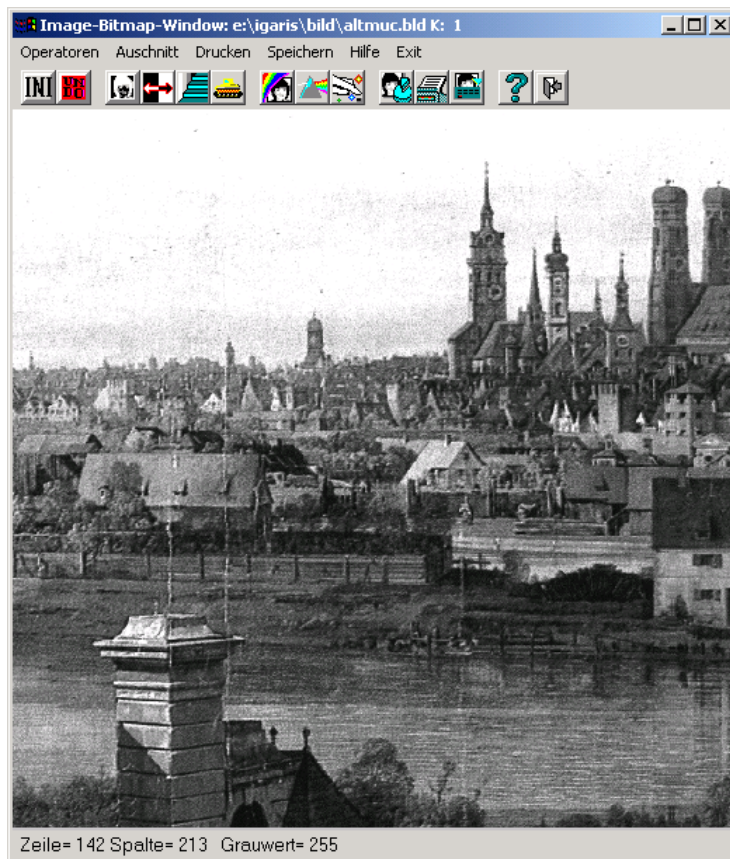 Image-Bitmap-Window: e:\igaris\bild\altmuc.bld K: 1
Operatoren Auschnitt Drucken Speichern Hilfe Exit
INI UNDO ?
Zeile= 142 Spalte= 213 Grauwert= 255